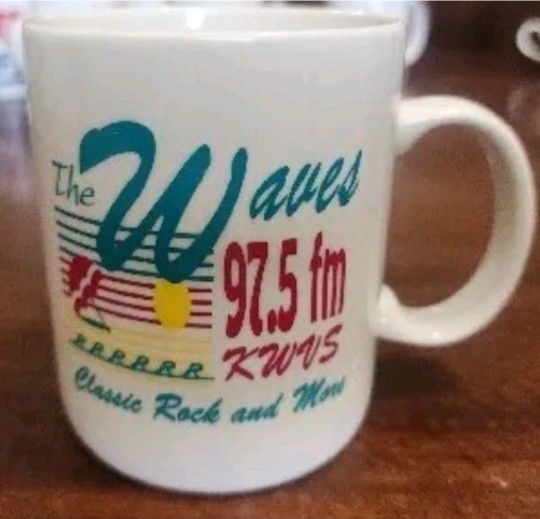 The Waves
97.5 fm
KWVS
Classic Rock and More